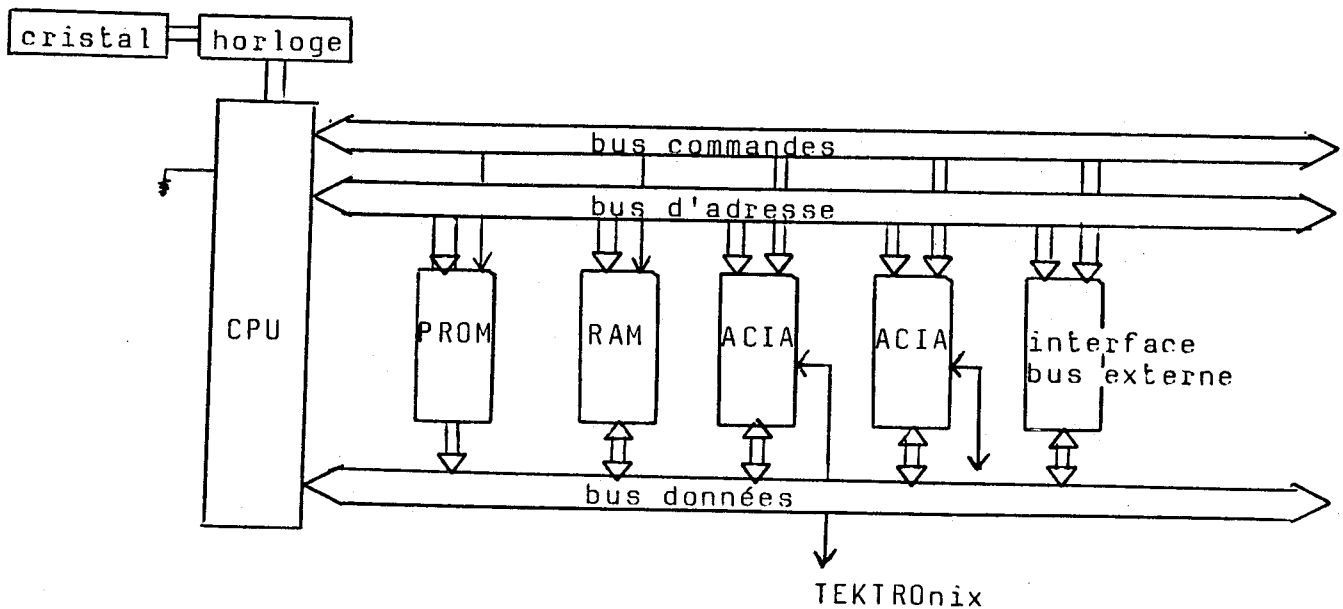 cristal
horloge
bus commandes
bus d'adresse
CPU
PROM
RAM
ACIA
ACIA
interface
bus externe
bus données
TEKTROnix